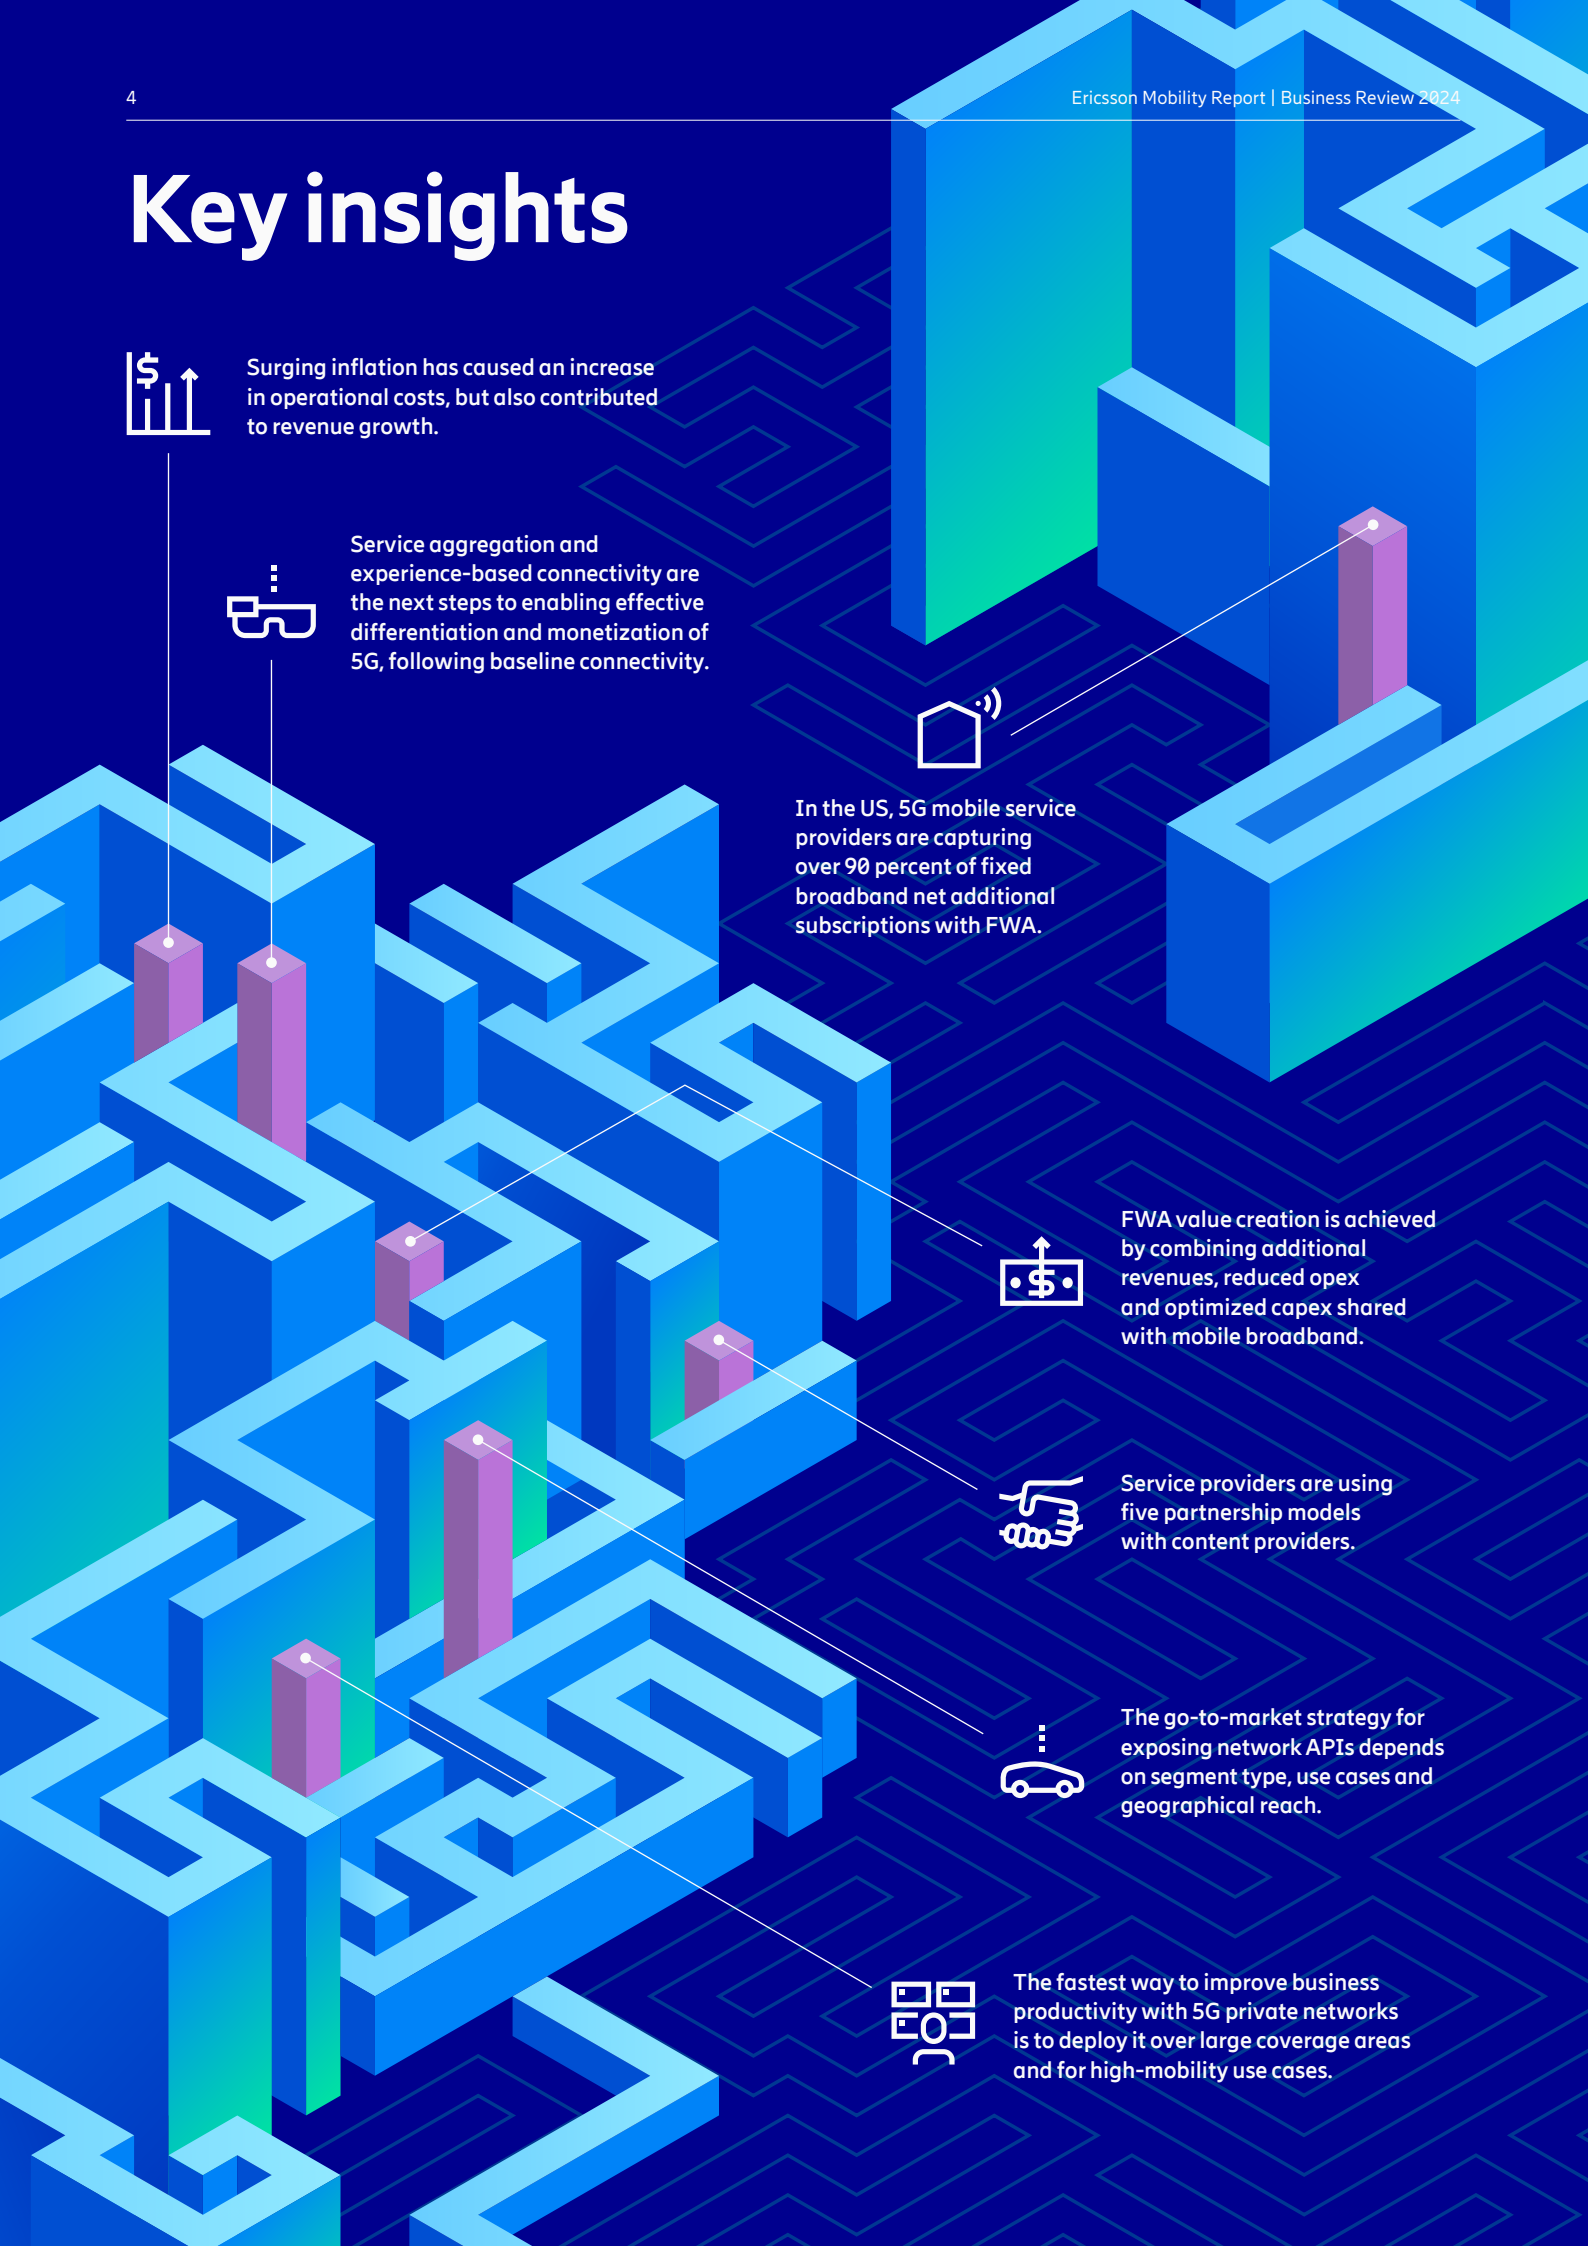 4
Ericsson Mobility Report | Business Review 2024
Key insights
Surging inflation has caused an increase
in operational costs, but also contributed
to revenue growth.
Service aggregation and
experience-based connectivity are
the next steps to enabling effective
differentiation and monetization of
5G, following baseline connectivity.
In the US, 5G mobile service
providers are capturing
over 90 percent of fixed
broadband net additional
subscriptions with FWA.
FWA value creation is achieved
by combining additional
revenues, reduced opex
and optimized capex shared
with mobile broadband.
Service providers are using
five partnership models
with content providers.
The go-to-market strategy for
exposing network APIs depends
on segment type, use cases and
geographical reach.
The fastest way to improve business
productivity with 5G private networks
is to deploy it over large coverage areas
and for high-mobility use cases.